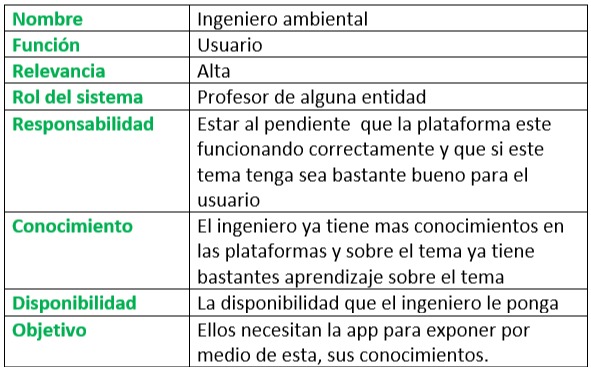 Nombre Ingeniero ambiental
Función Usuario
Relevancia Alta
Rol del sistema Profesor de alguna entidad
Responsabilidad Estar al pendiente que la plataforma este
funcionando correctamente y que si este
tema tenga sea bastante bueno para el
usuario
Conocimiento El ingeniero ya tiene mas conocimientos en
las plataformas y sobre el tema ya tiene
bastantes aprendizaje sobre el tema
Disponibilidad La disponibilidad que el ingeniero le ponga
Objetivo Ellos necesitan la app para exponer por
medio de esta, sus conocimientos.